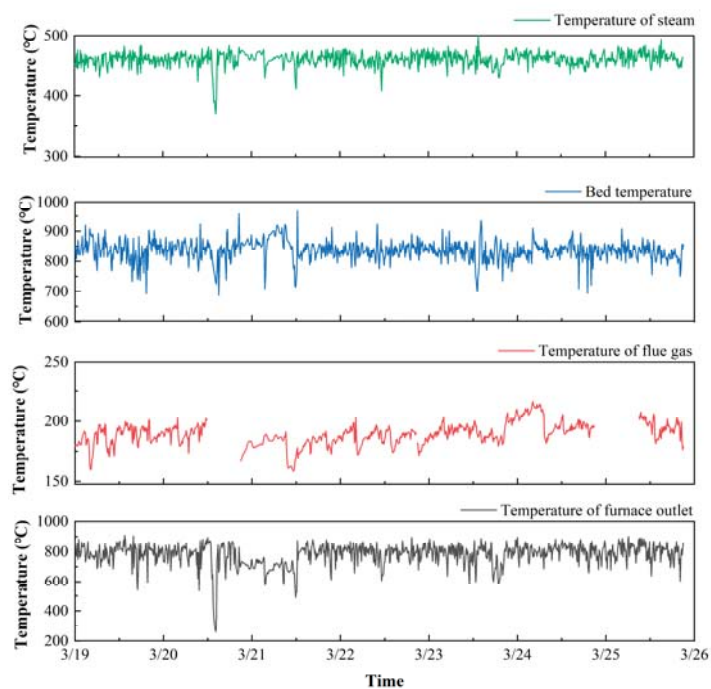 Temperature of steam
500
400
300
Temperature (°C)
Bed temperature
1000
900
800
700
600
Temperature (°C)
Temperature of flue gas
250
200
150
Temperature (°C)
Temperature of furnace outlet
1000
800
600
400
200
Temperature (°C)
3/19 3/20 3/21 3/22 3/23 3/24 3/25 3/26
Time